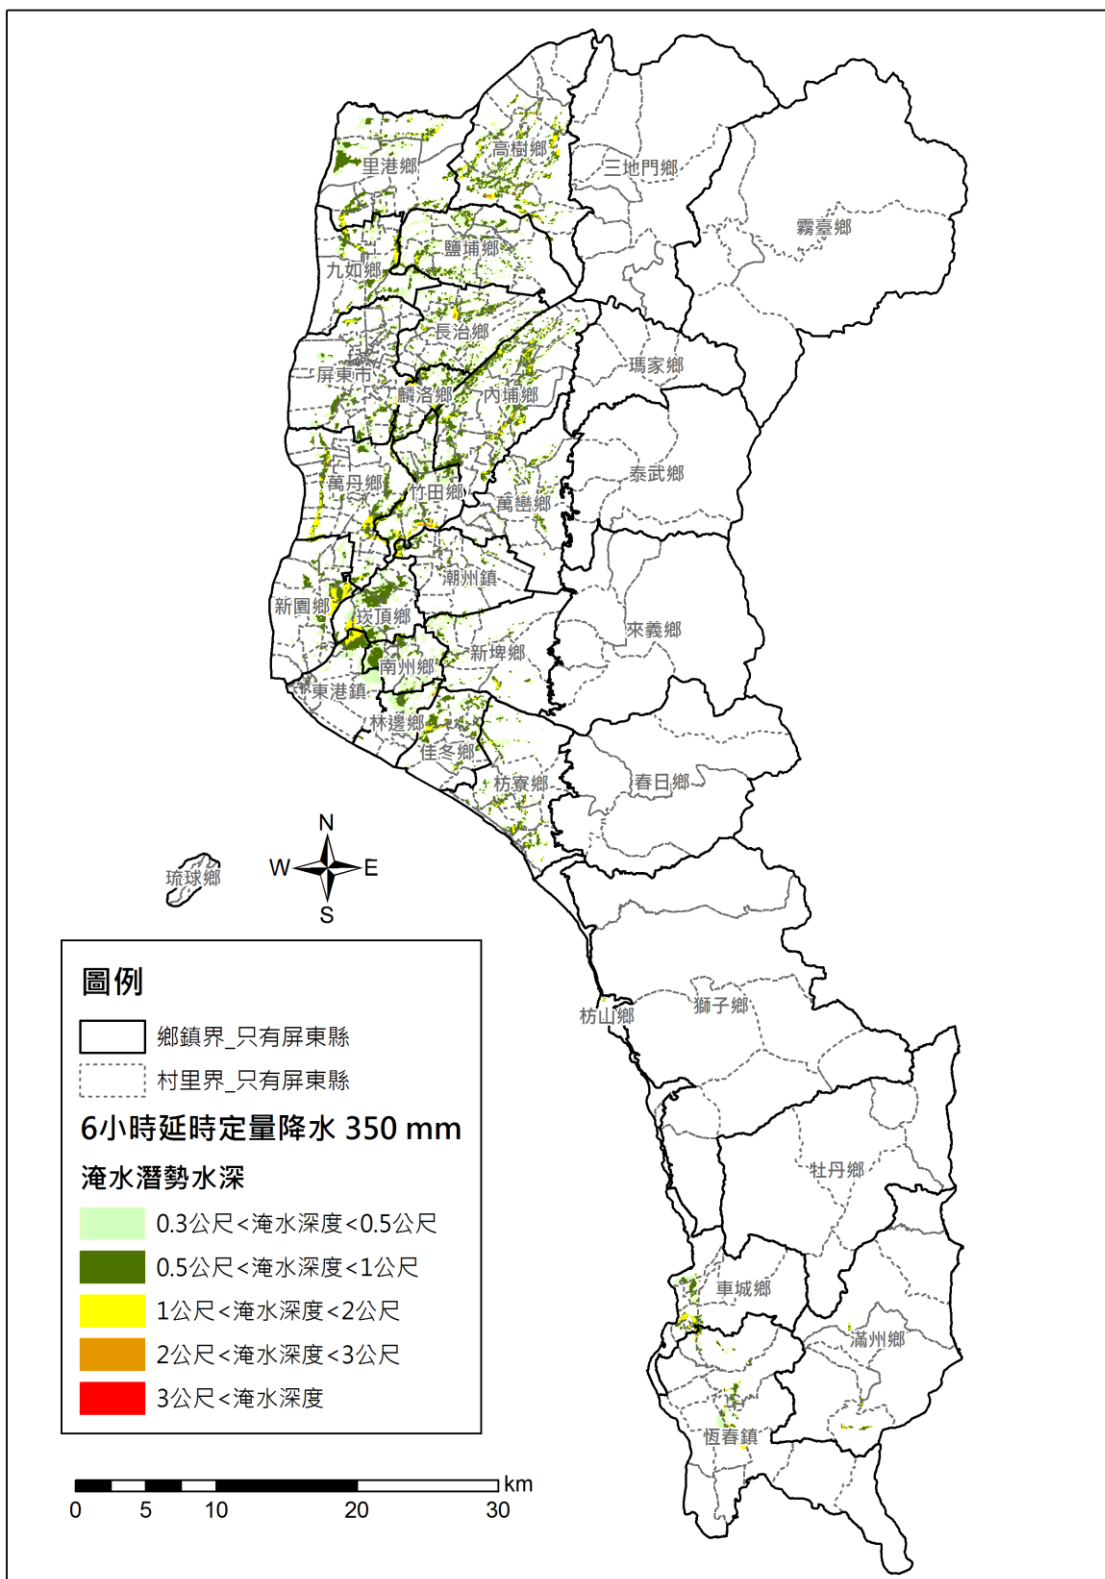 高樹鄉
里港鄉
三地門鄉
霧臺鄉
鹽埔鄉
九如鄉
長治鄉
瑪家鄉
屏東市
麟洛鄉
內埔鄉
泰武鄉
萬丹鄉
竹田鄉
萬巒鄉
潮州鎮
新園鄉
崁頂鄉
來義鄉
新埤鄉
南州鄉
東港鎮
林邊鄉
佳冬鄉
枋寮鄉
春日鄉
N
W E
S
琉球鄉
獅子鄉
枋山鄉
牡丹鄉
車城鄉
滿州鄉
恆春鎮
圖例
鄉鎮界_只有屏東縣
村里界_只有屏東縣
6小時延時定量降水 350 mm
淹水潛勢水深
0.3公尺<淹水深度<0.5公尺
0.5公尺<淹水深度<1公尺
1公尺<淹水深度<2公尺
2公尺<淹水深度<3公尺
3公尺<淹水深度
km
0 5 10 20 30